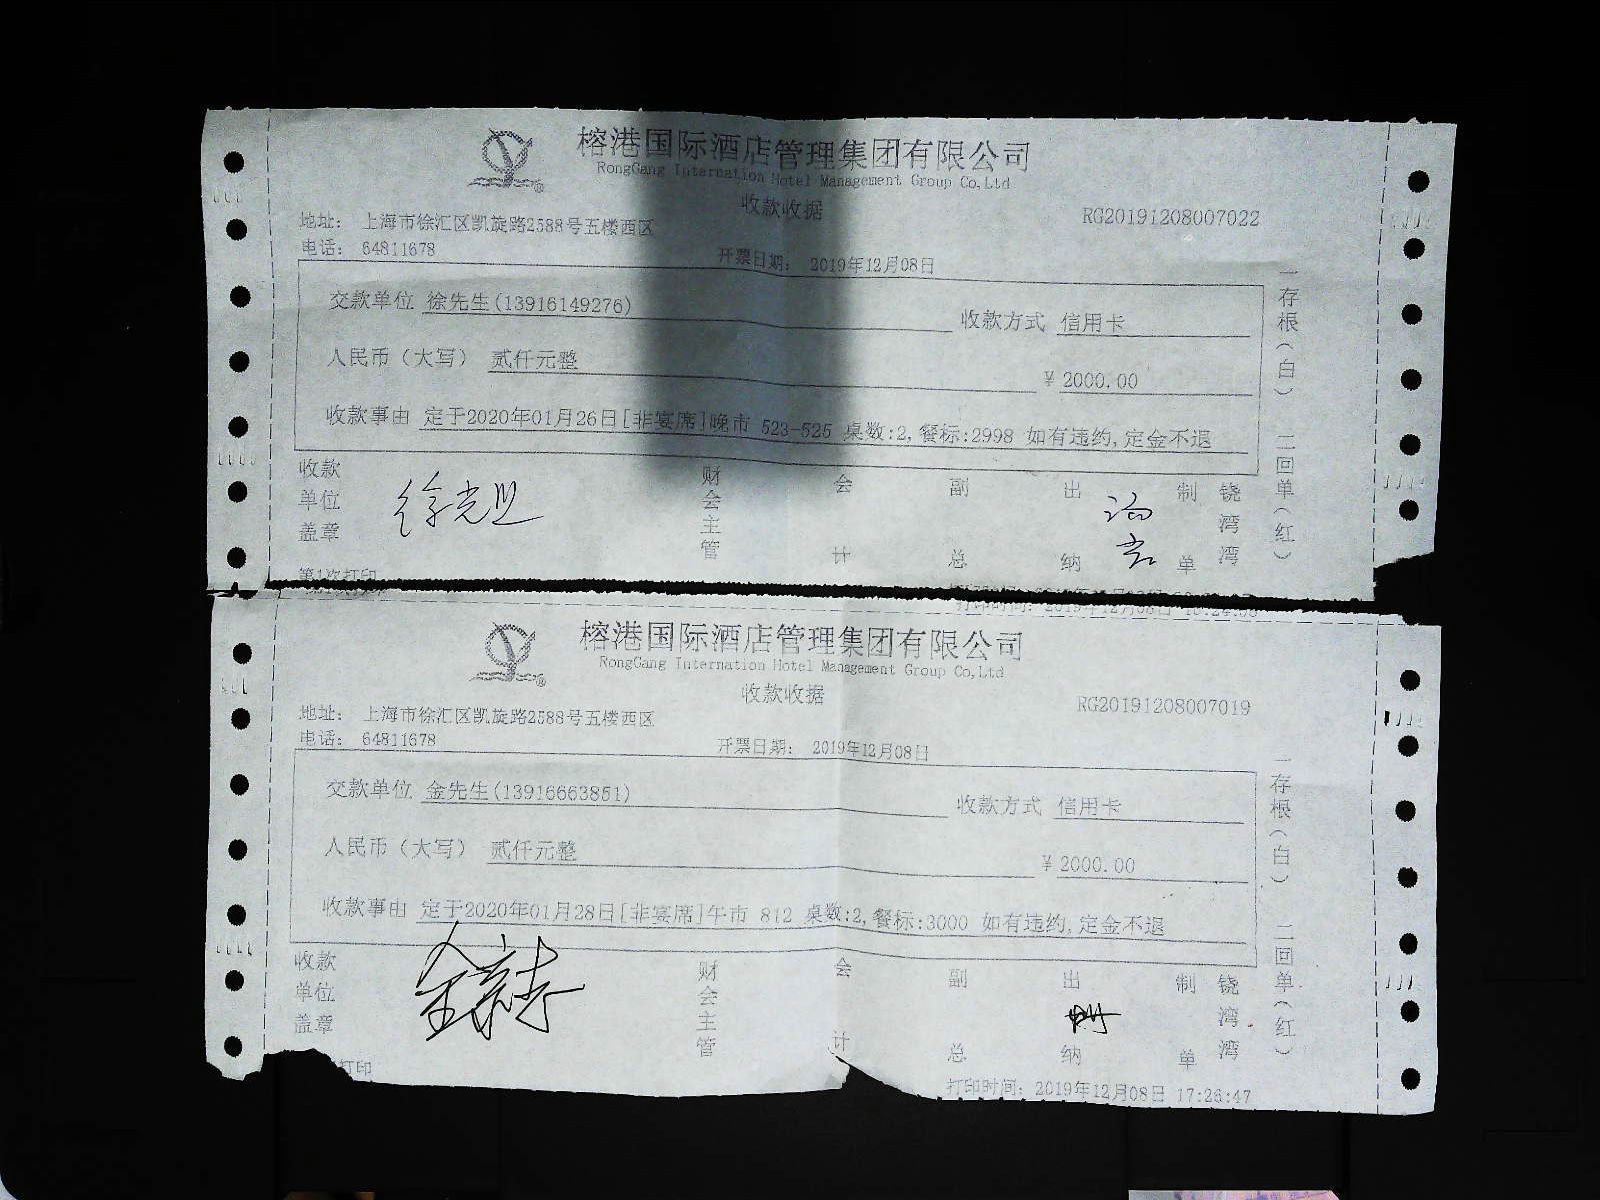 榕港国际酒店管理集团有限公司
RongGang Internation Hotel Management Group Co,Ltd
收款收据
RG20191208007022
地址: 上海市徐汇区凯旋路2588号五楼西区
电话: 64811678
开票日期: 2019年12月08日
交款单位 徐先生(13916149276)
收款方式 信用卡
人民币(大写) 贰仟元整
¥ 2000.00
收款事由 定于2020年01月26日[非宴席]晚市 523-525 桌数:2,餐标:2998 如有违约,定金不退
收款单位盖章
财会主管
会计
副总
出纳
制单
饶湾湾
一存根(白) 二回单(红)
第1次打印
榕港国际酒店管理集团有限公司
RongGang Internation Hotel Management Group Co,Ltd
收款收据
RG20191208007019
地址: 上海市徐汇区凯旋路2588号五楼西区
电话: 64811678
开票日期: 2019年12月08日
交款单位 金先生(13916663851)
收款方式 信用卡
人民币(大写) 贰仟元整
¥ 2000.00
收款事由 定于2020年01月28日[非宴席]午市 812 桌数:2,餐标:3000 如有违约,定金不退
收款单位盖章
财会主管
会计
副总
出纳
制单
饶湾湾
一存根(白) 二回单(红)
打印
打印时间: 2019年12月08日 17:26:47